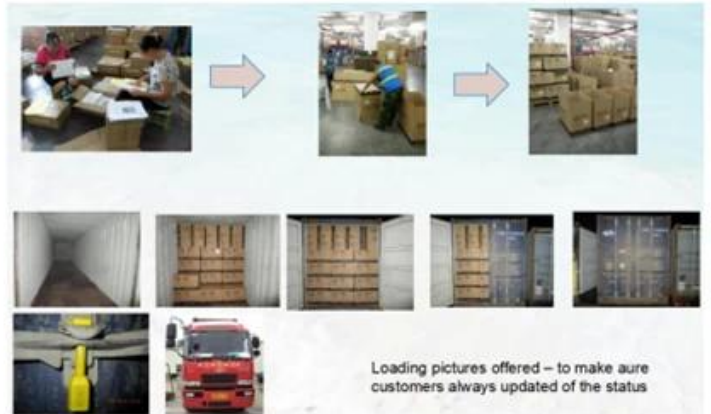 Loading pictures offered – to make aure
customers always updated of the status